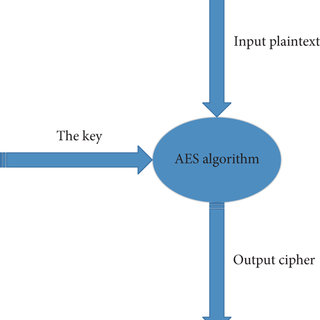 Input plaintext
The key
AES algorithm
Output cipher